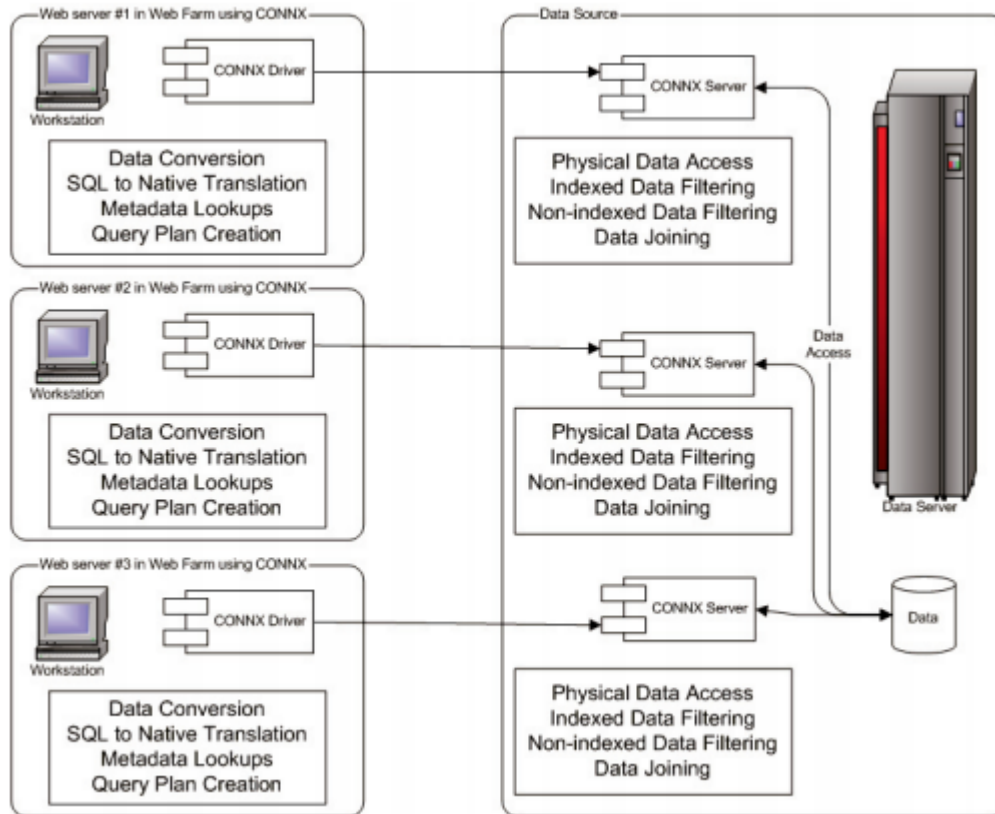 Web server #1 in Web Farm using CONNX
CONNX Driver
Workstation
Data Conversion
SQL to Native Translation
Metadata Lookups
Query Plan Creation
Web server #2 in Web Farm using CONNX
CONNX Driver
Workstation
Data Conversion
SQL to Native Translation
Metadata Lookups
Query Plan Creation
Web server #3 in Web Farm using CONNX
CONNX Driver
Workstation
Data Conversion
SQL to Native Translation
Metadata Lookups
Query Plan Creation
Data Source
CONNX Server
Physical Data Access
Indexed Data Filtering
Non-indexed Data Filtering
Data Joining
CONNX Server
Physical Data Access
Indexed Data Filtering
Non-indexed Data Filtering
Data Joining
CONNX Server
Physical Data Access
Indexed Data Filtering
Non-indexed Data Filtering
Data Joining
Data
Access
Data Server
Data